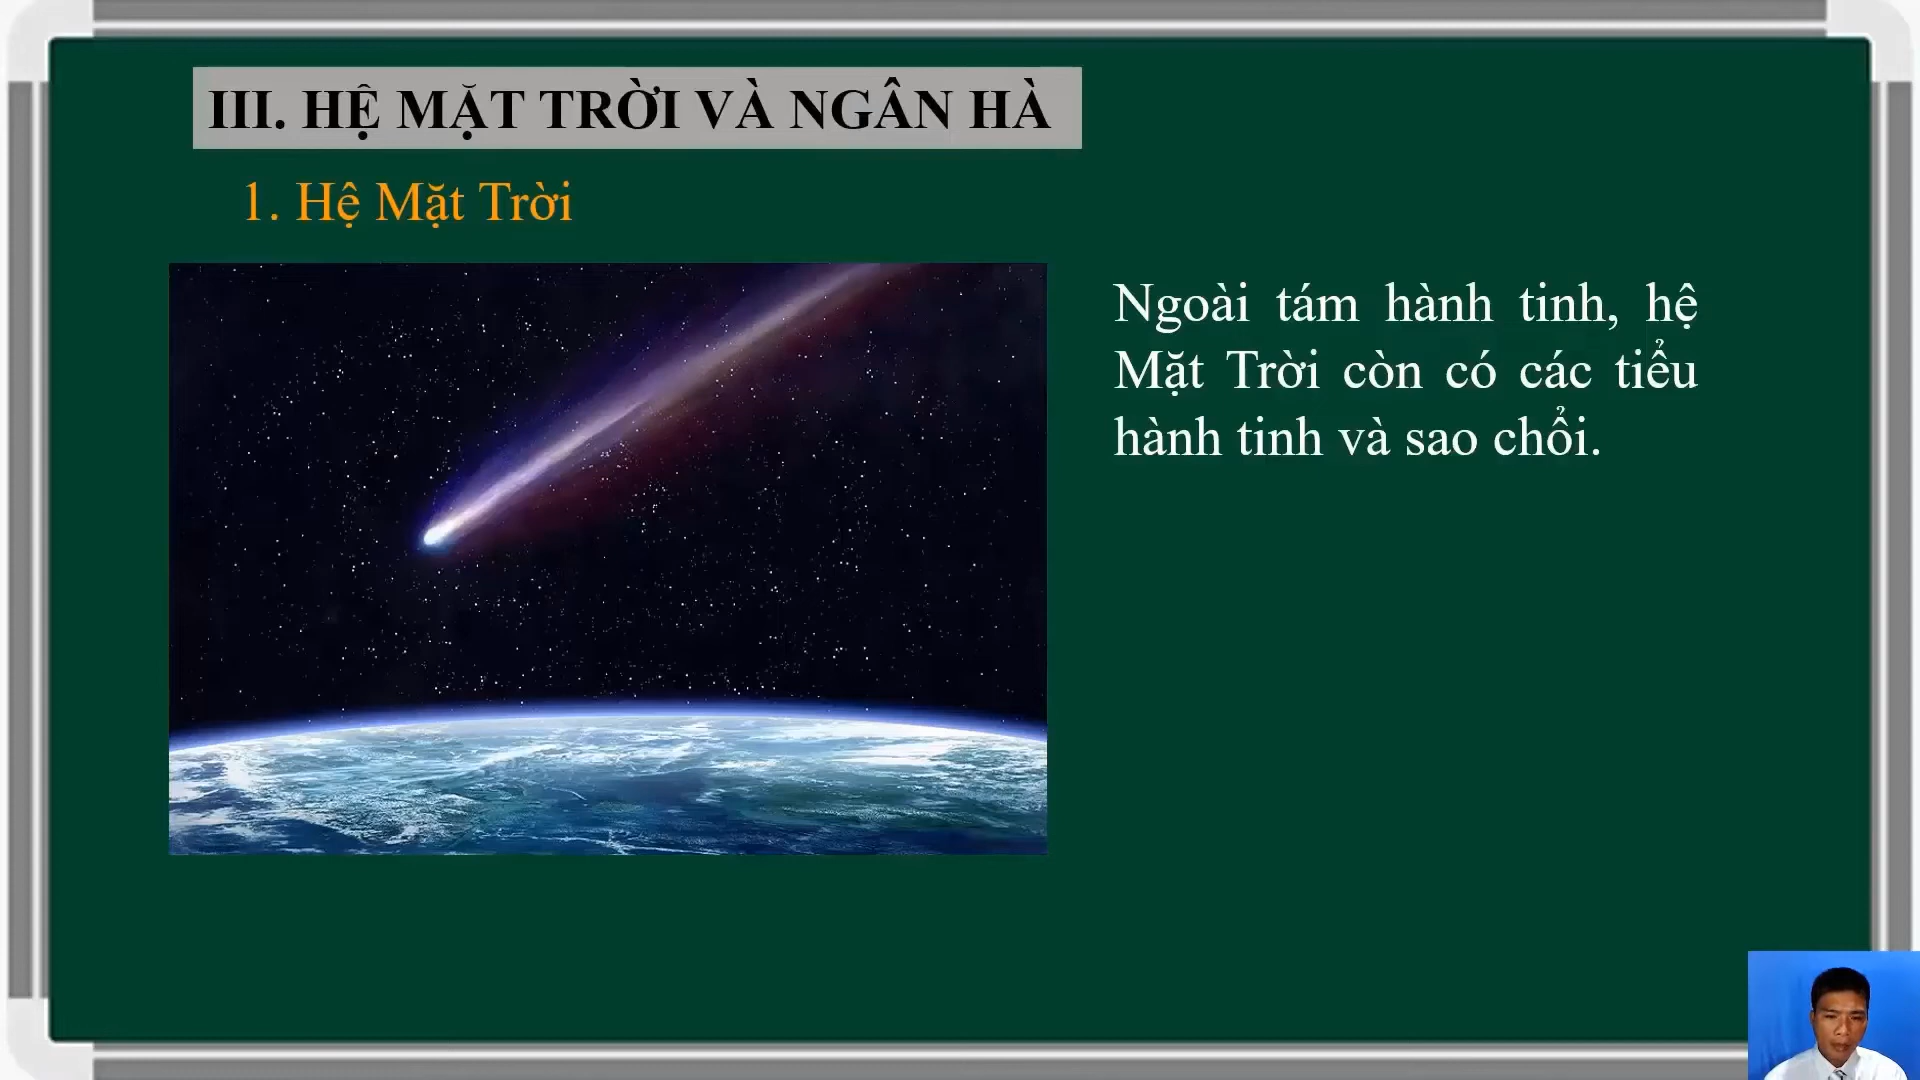 III. HỆ MẶT TRỜI VÀ NGÂN HÀ
1. Hệ Mặt Trời
Ngoài tám hành tinh, hệ
Mặt Trời còn có các tiểu
hành tinh và sao chổi.